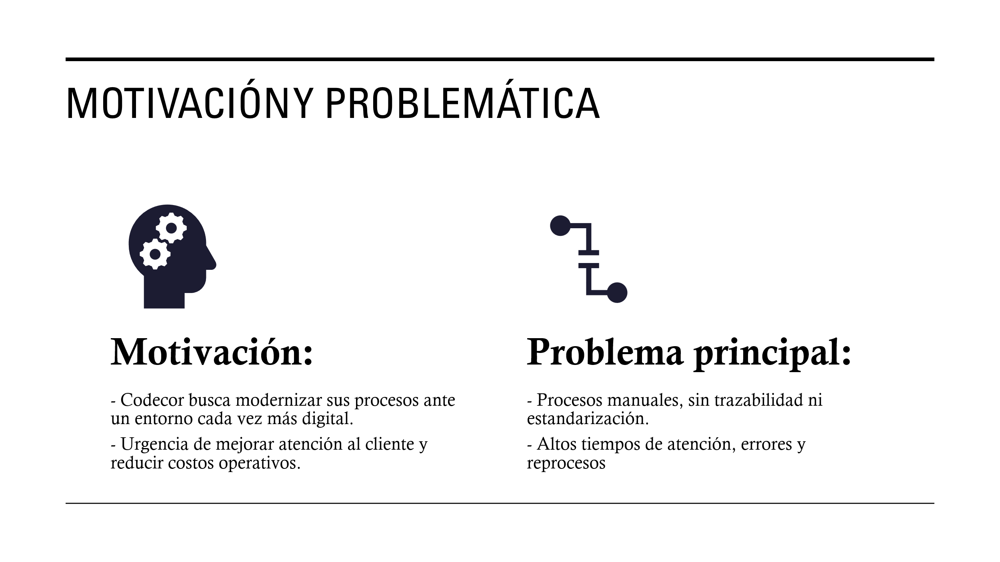 MOTIVACIÓNY PROBLEMÁTICA
Motivación:
- Codecor busca modernizar sus procesos ante
un entorno cada vez más digital.
- Urgencia de mejorar atención al cliente y
reducir costos operativos.
Problema principal:
- Procesos manuales, sin trazabilidad ni
estandarización.
- Altos tiempos de atención, errores y
reprocesos